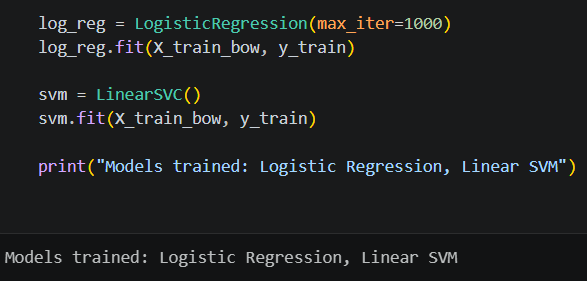 log_reg = LogisticRegression(max_iter=1000)
log_reg.fit(X_train_bow, y_train)
svm = LinearSVC()
svm.fit(X_train_bow, y_train)
print("Models trained: Logistic Regression, Linear SVM")
Models trained: Logistic Regression, Linear SVM